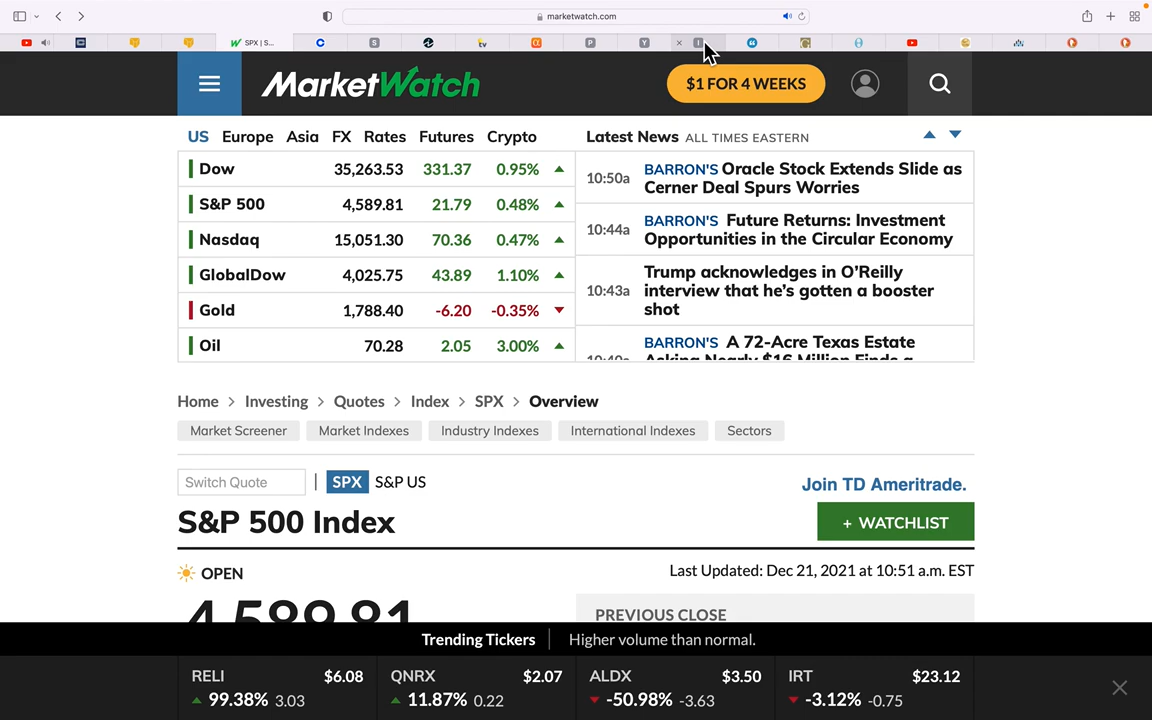 marketwatch.com
SPX | S...
MarketWatch
$1 FOR 4 WEEKS
US Europe Asia FX Rates Futures Crypto
Dow 35,263.53 331.37 0.95%
S&P 500 4,589.81 21.79 0.48%
Nasdaq 15,051.30 70.36 0.47%
GlobalDow 4,025.75 43.89 1.10%
Gold 1,788.40 -6.20 -0.35%
Oil 70.28 2.05 3.00%
Latest News ALL TIMES EASTERN
10:50a BARRON'S Oracle Stock Extends Slide as
Cerner Deal Spurs Worries
10:44a BARRON'S Future Returns: Investment
Opportunities in the Circular Economy
10:43a Trump acknowledges in O’Reilly
interview that he’s gotten a booster
shot
BARRON'S A 72-Acre Texas Estate
Asking Nearly $16 Million Finds a
Home > Investing > Quotes > Index > SPX > Overview
Market Screener Market Indexes Industry Indexes International Indexes Sectors
Switch Quote | SPX S&P US
Join TD Ameritrade.
S&P 500 Index
+ WATCHLIST
OPEN
Last Updated: Dec 21, 2021 at 10:51 a.m. EST
4,589.81
PREVIOUS CLOSE
Trending Tickers | Higher volume than normal.
RELI $6.08
99.38% 3.03
QNRX $2.07
11.87% 0.22
ALDX $3.50
-50.98% -3.63
IRT $23.12
-3.12% -0.75